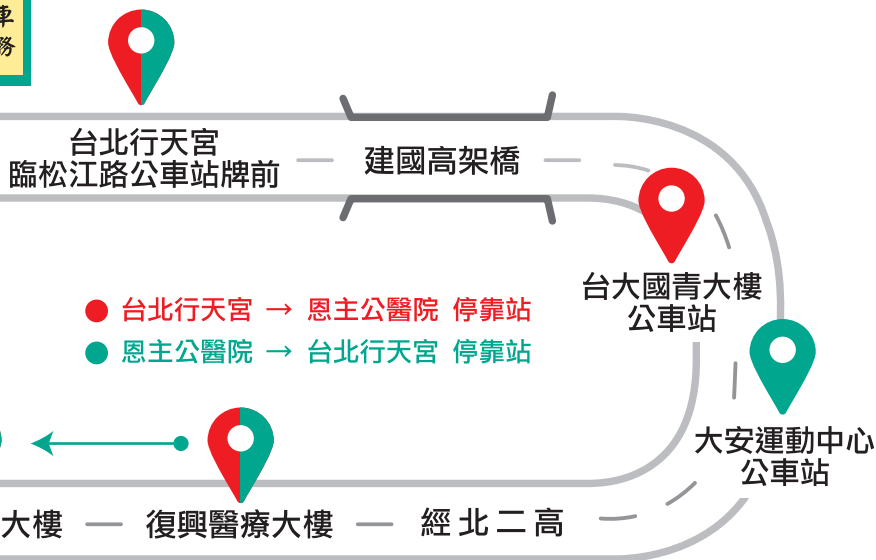 車
務
台北行天宮
臨松江路公車站牌前
建國高架橋
台大國青大樓
公車站
● 台北行天宮 → 恩主公醫院 停靠站
● 恩主公醫院 → 台北行天宮 停靠站
大安運動中心
公車站
大樓
復興醫療大樓
經北二高